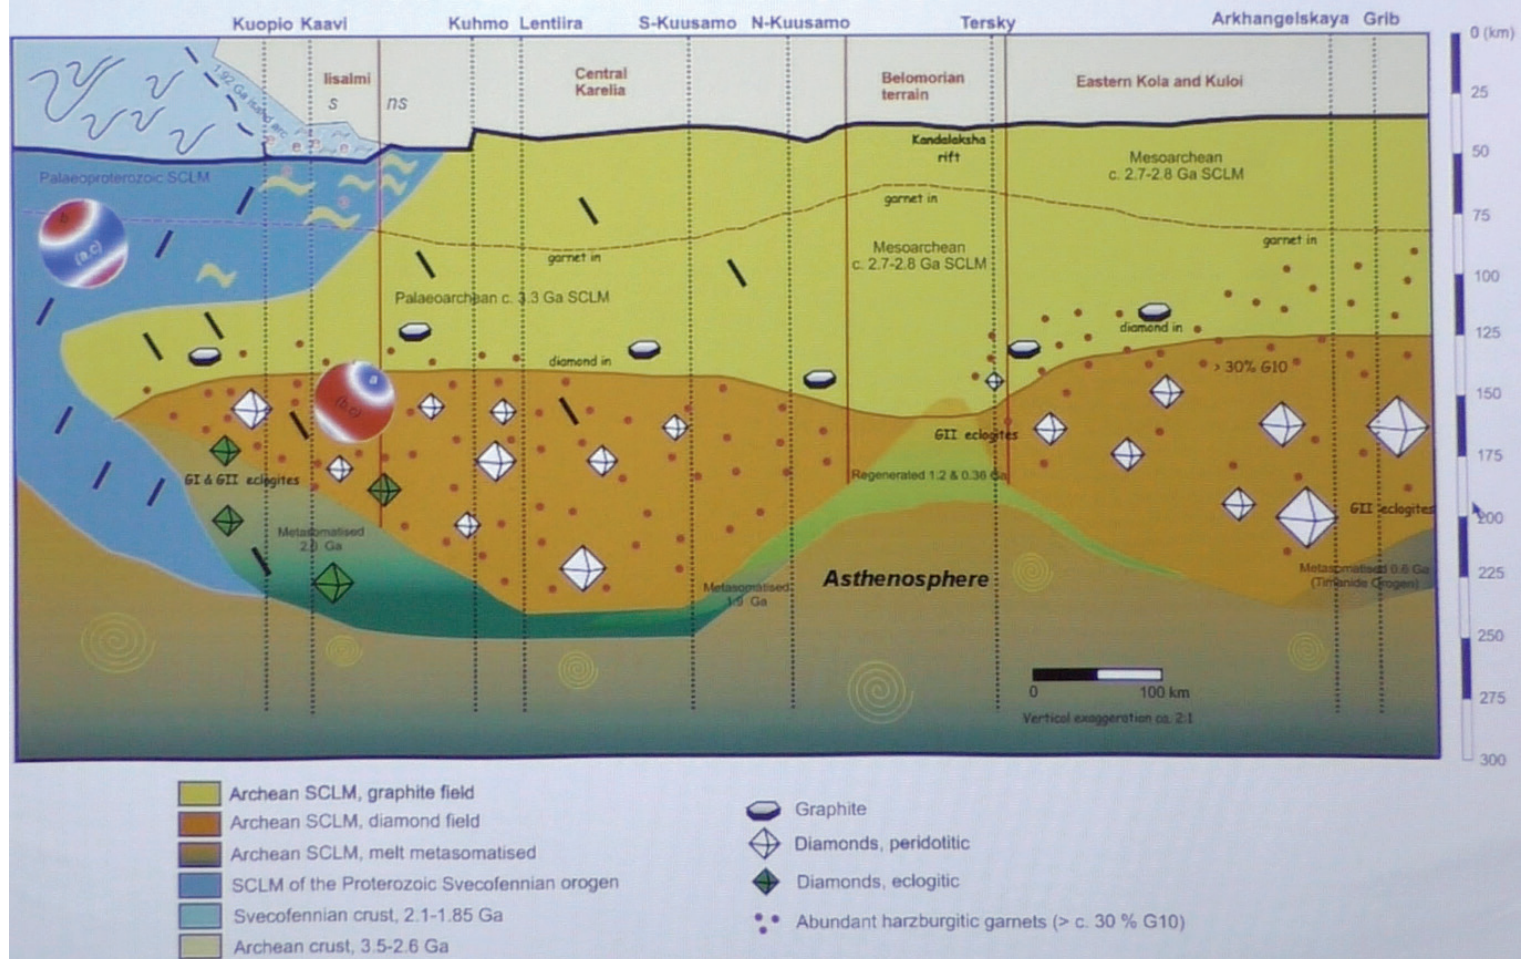 Kuopio Kaavi Kuhmo Lentiira S-Kuusamo N-Kuusamo Tersky Arkhangelskaya Grib
0 (km)
25
50
75
100
125
150
175
200
225
250
275
300
1.92 Ga island arc
Iisalmi
s ns
Central
Karelia
Belomorian
terrain
Eastern Kola and Kuloi
e e e
Kandalaksha
rift
Mesoarchean
c. 2.7-2.8 Ga SCLM
Palaeoproterozoic SCLM
garnet in
b
(a,c)
garnet in
Mesoarchean
c. 2.7-2.8 Ga SCLM
garnet in
Palaeoarchean c. 3.3 Ga SCLM
diamond in
diamond in
> 30% G10
a
(b,c)
GII eclogites
Regenerated 1.2 & 0.36 Ga
GI & GII eclogites
GII eclogites
Metasomatised
Ga
Metasomatised
1.9 Ga
Asthenosphere
Metasomatised 0.6 Ga
(Timanide Orogen)
0 100 km
Vertical exaggeration ca. 2:1
Archean SCLM, graphite field
Archean SCLM, diamond field
Archean SCLM, melt metasomatised
SCLM of the Proterozoic Svecofennian orogen
Svecofennian crust, 2.1-1.85 Ga
Archean crust, 3.5-2.6 Ga
Graphite
Diamonds, peridotitic
Diamonds, eclogitic
Abundant harzburgitic garnets (> c. 30 % G10)